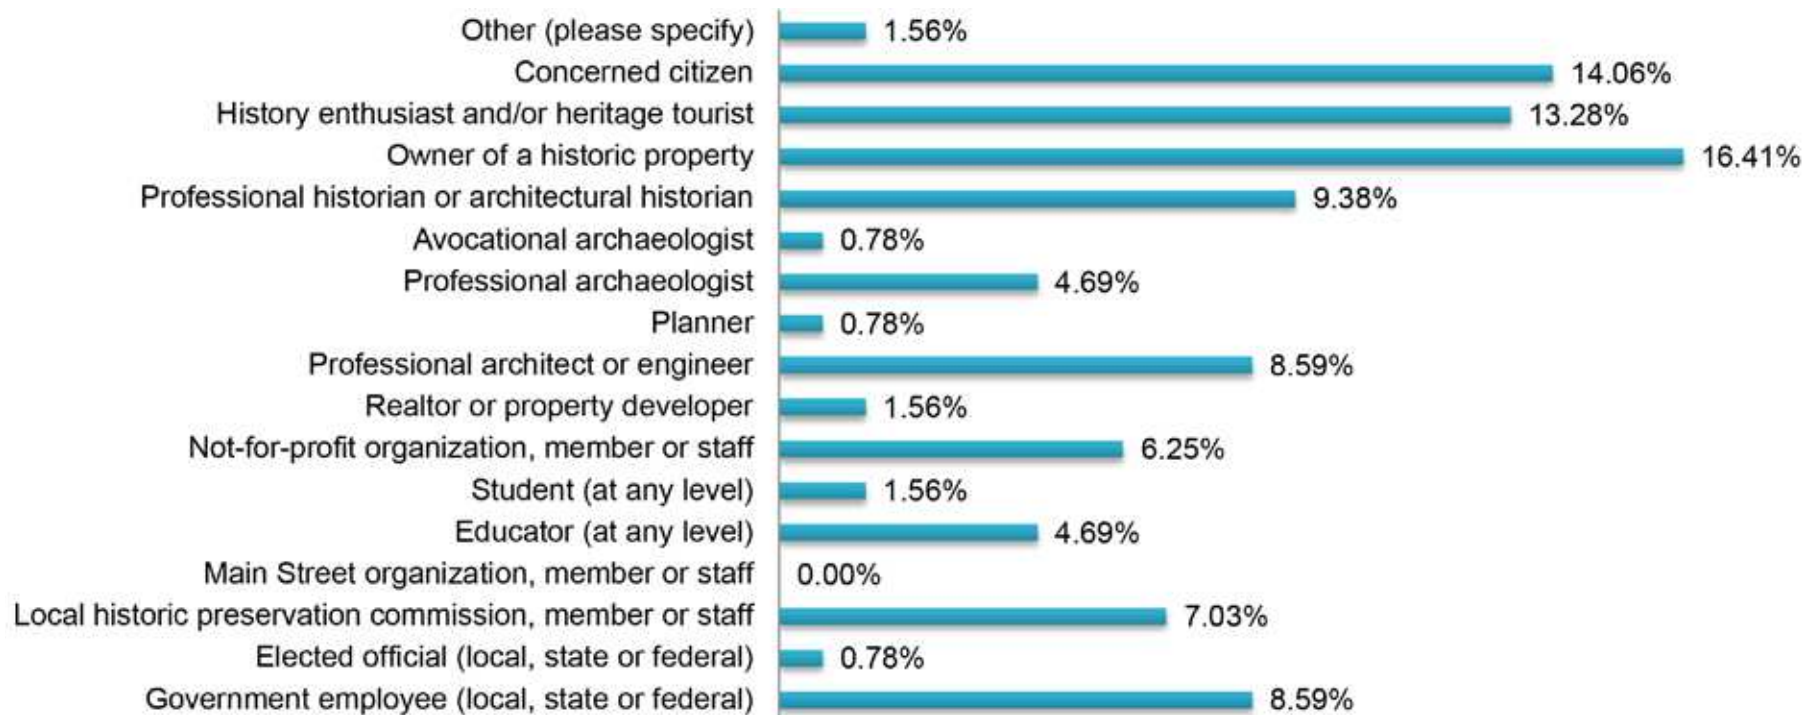 Other (please specify) 1.56%
Concerned citizen 14.06%
History enthusiast and/or heritage tourist 13.28%
Owner of a historic property 16.41%
Professional historian or architectural historian 9.38%
Avocational archaeologist 0.78%
Professional archaeologist 4.69%
Planner 0.78%
Professional architect or engineer 8.59%
Realtor or property developer 1.56%
Not-for-profit organization, member or staff 6.25%
Student (at any level) 1.56%
Educator (at any level) 4.69%
Main Street organization, member or staff 0.00%
Local historic preservation commission, member or staff 7.03%
Elected official (local, state or federal) 0.78%
Government employee (local, state or federal) 8.59%